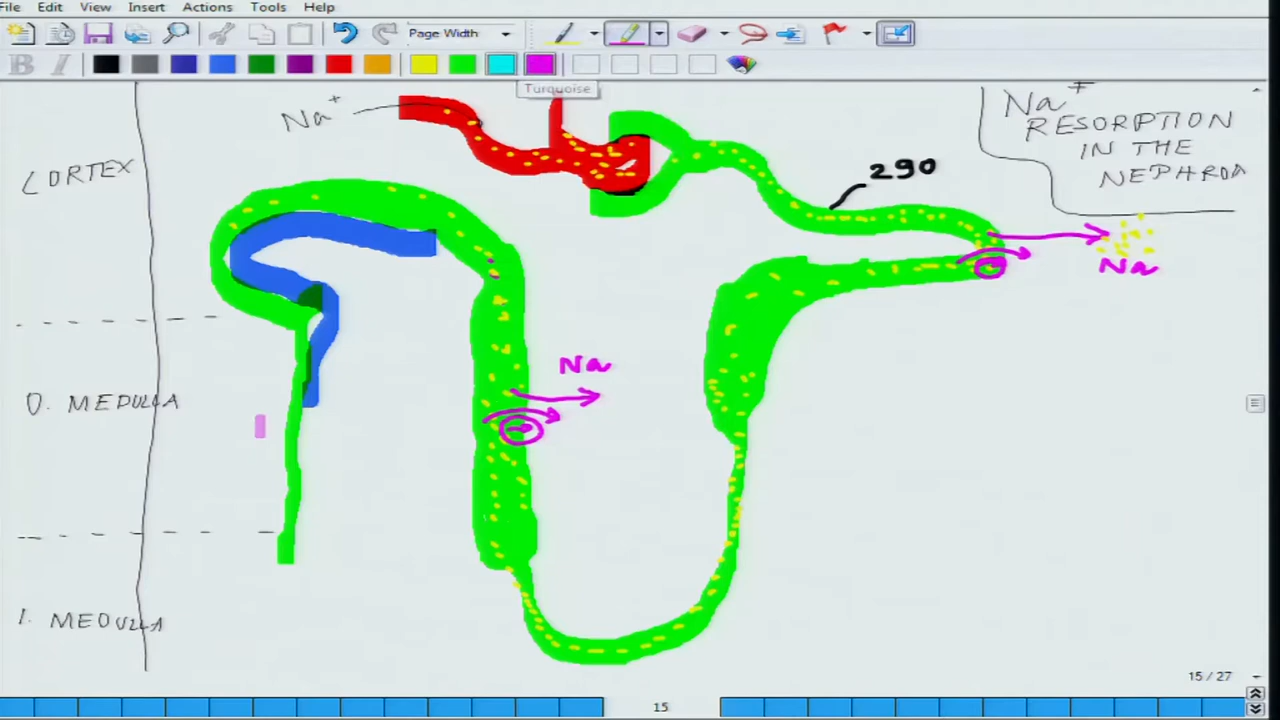 File Edit View Insert Actions Tools Help
Page Width
B I
Turquoise
Na+
Na+
RESORPTION
IN THE
NEPHROA
CORTEX
290
Na
Na
O. MEDULLA
I. MEDULLA
15 / 27
15